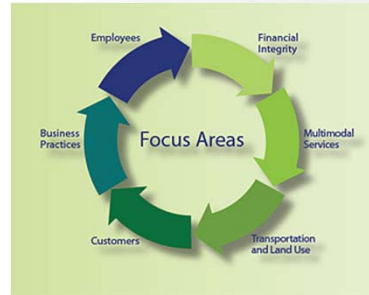 Employees
Financial
Integrity
Business
Practices
Focus Areas
Multimodal
Services
Customers
Transportation
and Land Use